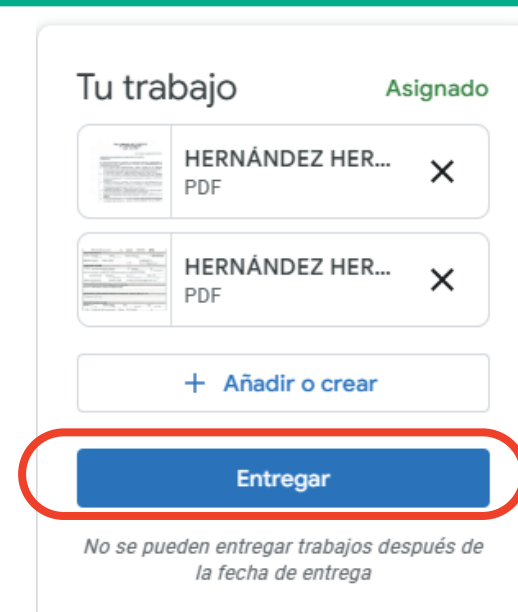 Tu trabajo
Asignado
HERNÁNDEZ HER...
PDF
HERNÁNDEZ HER...
PDF
+ Añadir o crear
Entregar
No se pueden entregar trabajos después de
la fecha de entrega